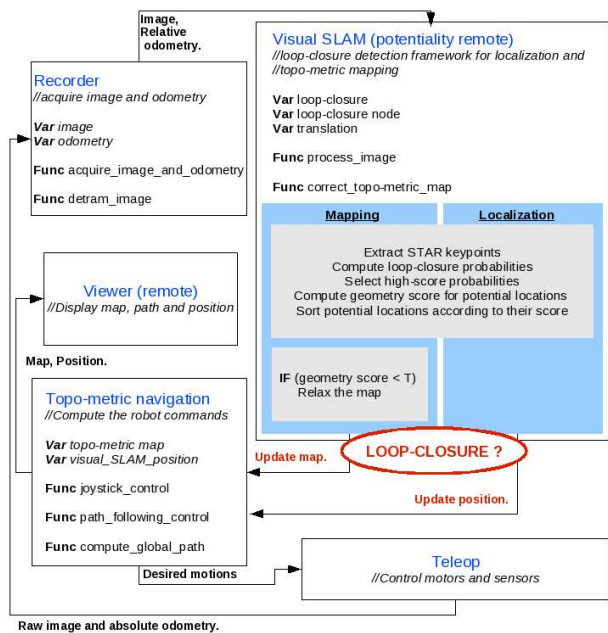 Image,
Relative
odometry.
Recorder
//acquire image and odometry
Var image
Var odometry
Func acquire_image_and_odometry
Func detram_image
Visual SLAM (potentiality remote)
//loop-closure detection framework for localization and
//topo-metric mapping
Var loop-closure
Var loop-closure node
Var translation
Func process_image
Func correct_topo-metric_map
Mapping
Localization
Extract STAR keypoints
Compute loop-closure probabilities
Select high-score probabilities
Compute geometry score for potential locations
Sort potential locations according to their score
IF (geometry score < T)
Relax the map
Viewer (remote)
//Display map, path and position
Map, Position.
Topo-metric navigation
//Compute the robot commands
Var topo-metric map
Var visual_SLAM_position
Func joystick_control
Func path_following_control
Func compute_global_path
LOOP-CLOSURE ?
Update map.
Update position.
Desired motions
Teleop
//Control motors and sensors
Raw image and absolute odometry.